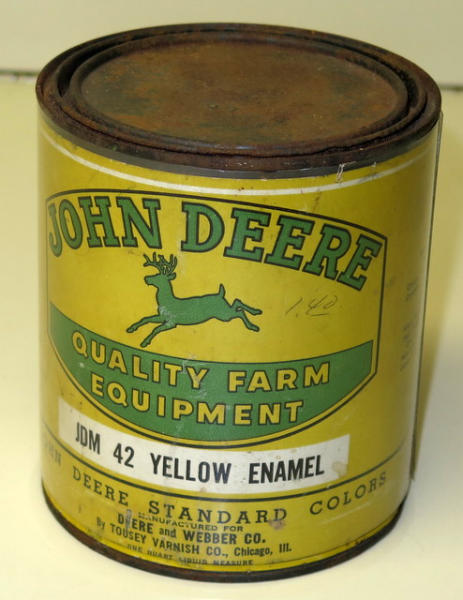 JOHN DEERE
1.40
QUALITY FARM
EQUIPMENT
JDM 42 YELLOW ENAMEL
JOHN DEERE STANDARD COLORS
MANUFACTURED FOR
DEERE and WEBBER CO.
By TOUSEY VARNISH CO., Chicago, Ill.
ONE QUART LIQUID MEASURE